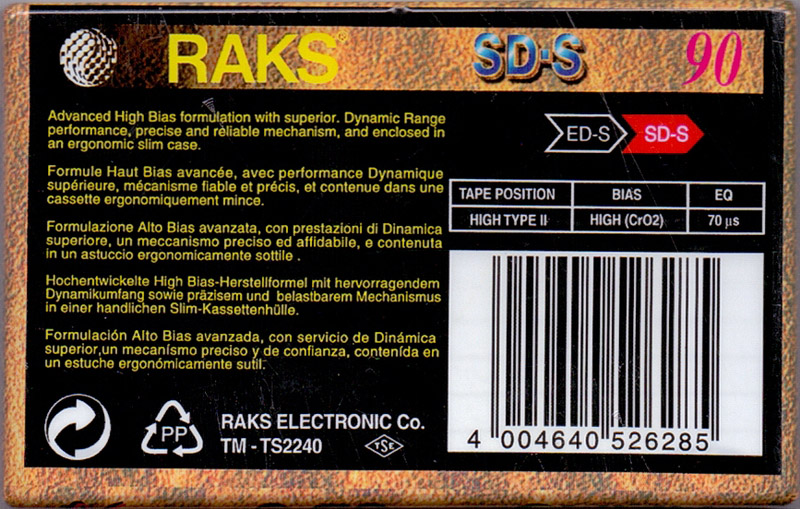 RAKS SD-S 90
Advanced High Bias formulation with superior. Dynamic Range
performance, precise and reliable mechanism, and enclosed in
an ergonomic slim case.
Formule Haut Bias avancée, avec performance Dynamique
supérieure, mécanisme fiable et précis, et contenue dans une
cassette ergonomiquement mince.
Formulazione Alto Bias avanzata, con prestazioni di Dinamica
superiore, un meccanismo preciso ed affidabile, e contenuta
in un astuccio ergonomicamente sottile .
Hochentwickelte High Bias-Herstellformel mit hervorragendem
Dynamikumfang sowie präzisem und belastbarem Mechanismus
in einer handlichen Slim-Kassettenhülle.
Formulación Alto Bias avanzada, con servicio de Dinámica
superior,un mecanísmo preciso y de confianza, contenída en
un estuche ergonómicamente sutil.
ED-S SD-S
TAPE POSITION BIAS EQ
HIGH TYPE II HIGH (CrO2) 70 µs
4 004640 526285
PP
RAKS ELECTRONIC Co.
TM - TS2240
TSE